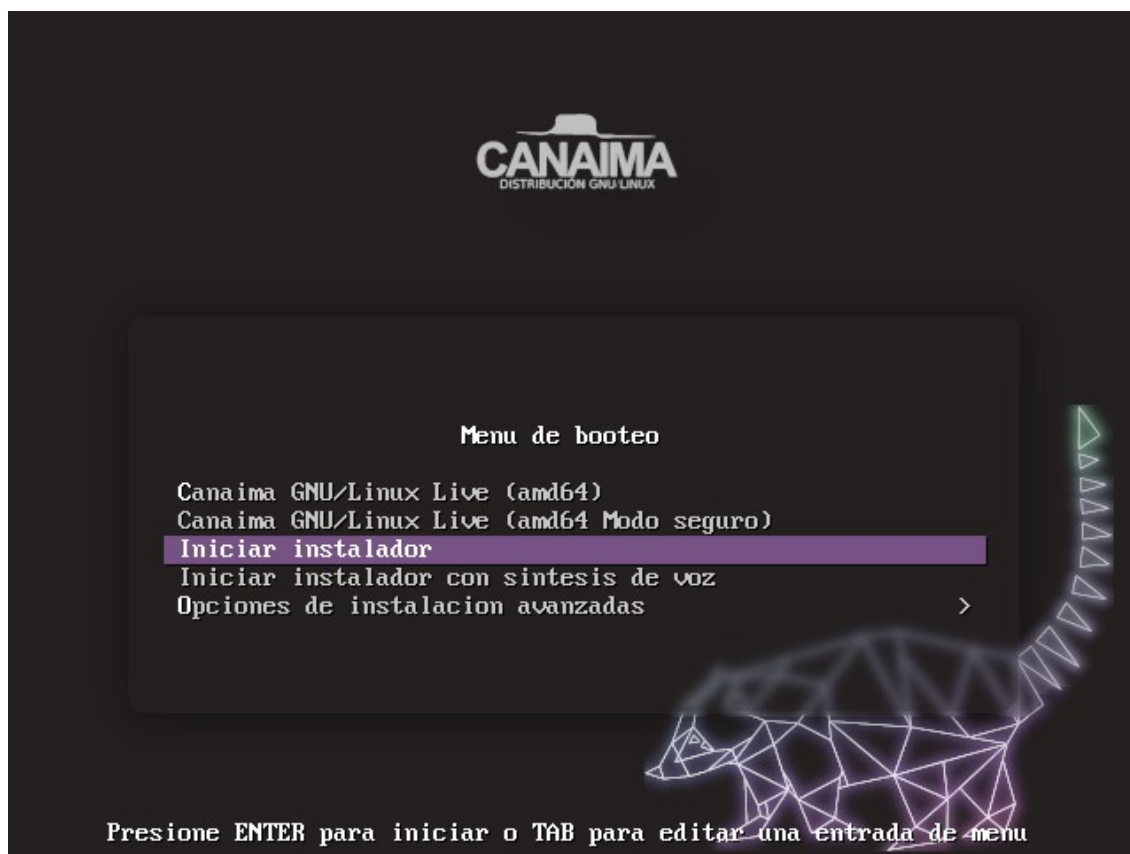 CANAIMA
DISTRIBUCIÓN GNU/LINUX
Menu de booteo
Canaima GNU/Linux Live (amd64)
Canaima GNU/Linux Live (amd64 Modo seguro)
Iniciar instalador
Iniciar instalador con sintesis de voz
Opciones de instalacion avanzadas >
Presione ENTER para iniciar o TAB para editar una entrada de menu